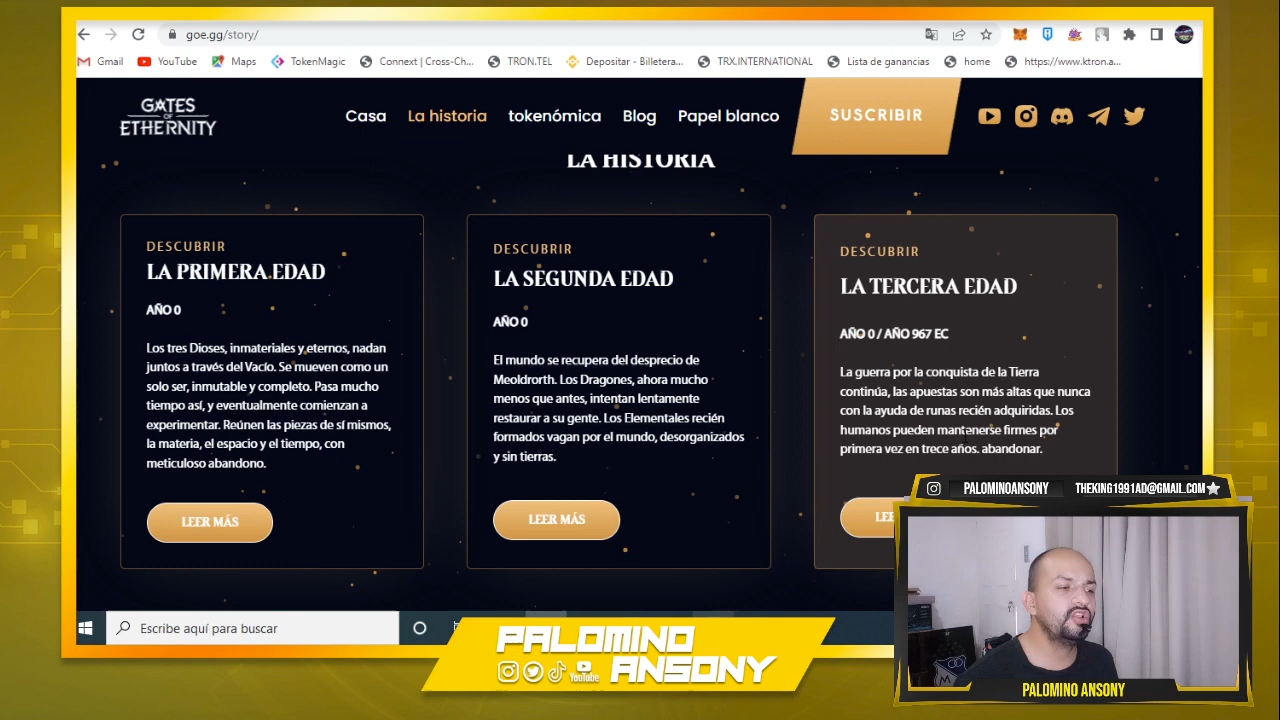 goe.gg/story/
Gmail
YouTube
Maps
TokenMagic
Connext | Cross-Ch...
TRON.TEL
Depositar - Billetera...
TRX.INTERNATIONAL
Lista de ganancias
home
https://www.ktron.a...
GATES
OF
ETHERNITY
Casa
La historia
tokenómica
Blog
Papel blanco
SUSCRIBIR
LA HISTORIA
DESCUBRIR
LA PRIMERA EDAD
AÑO 0
Los tres Dioses, inmateriales y eternos, nadan
juntos a través del Vacío. Se mueven como un
solo ser, inmutable y completo. Pasa mucho
tiempo así, y eventualmente comienzan a
experimentar. Reúnen las piezas de sí mismos,
la materia, el espacio y el tiempo, con
meticuloso abandono.
LEER MÁS
DESCUBRIR
LA SEGUNDA EDAD
AÑO 0
El mundo se recupera del desprecio de
Meoldrorth. Los Dragones, ahora mucho
menos que antes, intentan lentamente
restaurar a su gente. Los Elementales recién
formados vagan por el mundo, desorganizados
y sin tierras.
LEER MÁS
DESCUBRIR
LA TERCERA EDAD
AÑO 0 / AÑO 967 EC
La guerra por la conquista de la Tierra
continúa, las apuestas son más altas que nunca
con la ayuda de runas recién adquiridas. Los
humanos pueden mantenerse firmes por
primera vez en trece años. abandonar.
LEE
PALOMINOANSONY
THEKING1991AD@GMAIL.COM
Escribe aquí para buscar
PALOMINO
ANSONY
YouTube
PALOMINO ANSONY